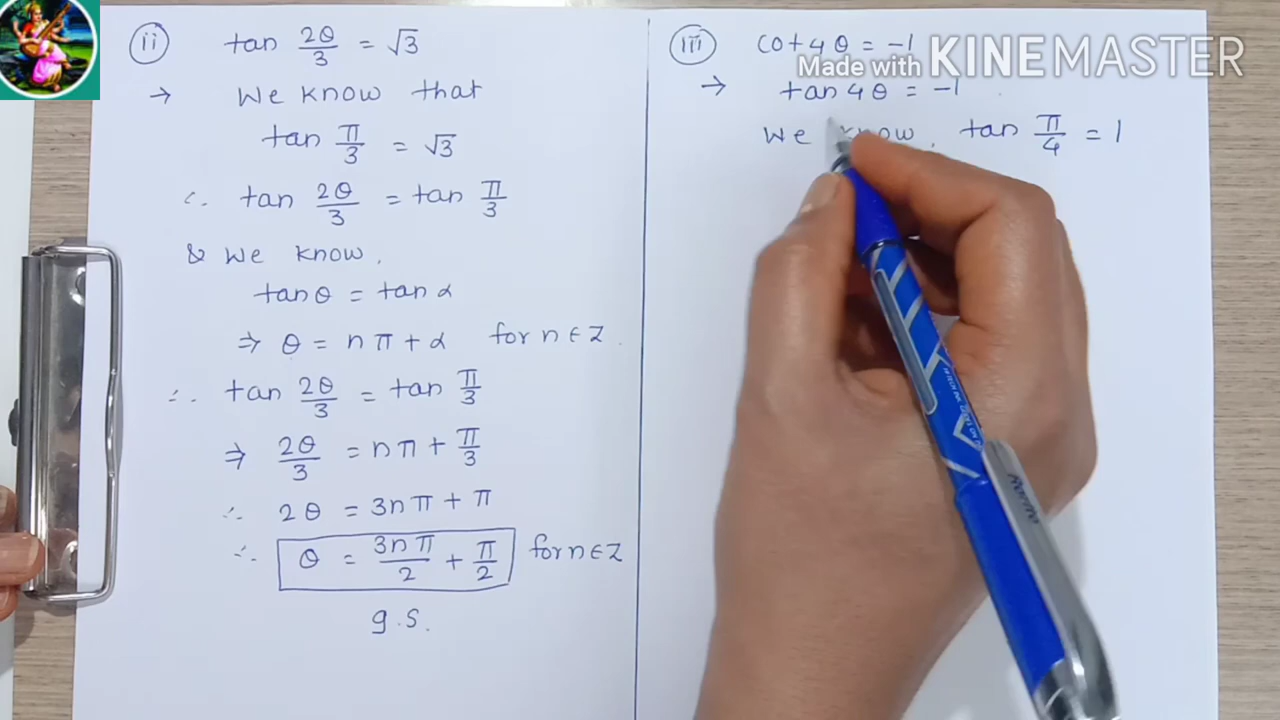 ii tan 2θ/3 = √3
→ We know that
tan π/3 = √3
∴ tan 2θ/3 = tan π/3
& We know,
tanθ = tanα
⇒ θ = nπ + α for n∈Z.
∴ tan 2θ/3 = tan π/3
⇒ 2θ/3 = nπ + π/3
∴ 2θ = 3nπ + π
∴ θ = 3nπ/2 + π/2 for n∈Z
g.s.
iii cot 4θ = -1
Made with KINEMASTER
→ tan 4θ = -1
We know, tan π/4 = 1